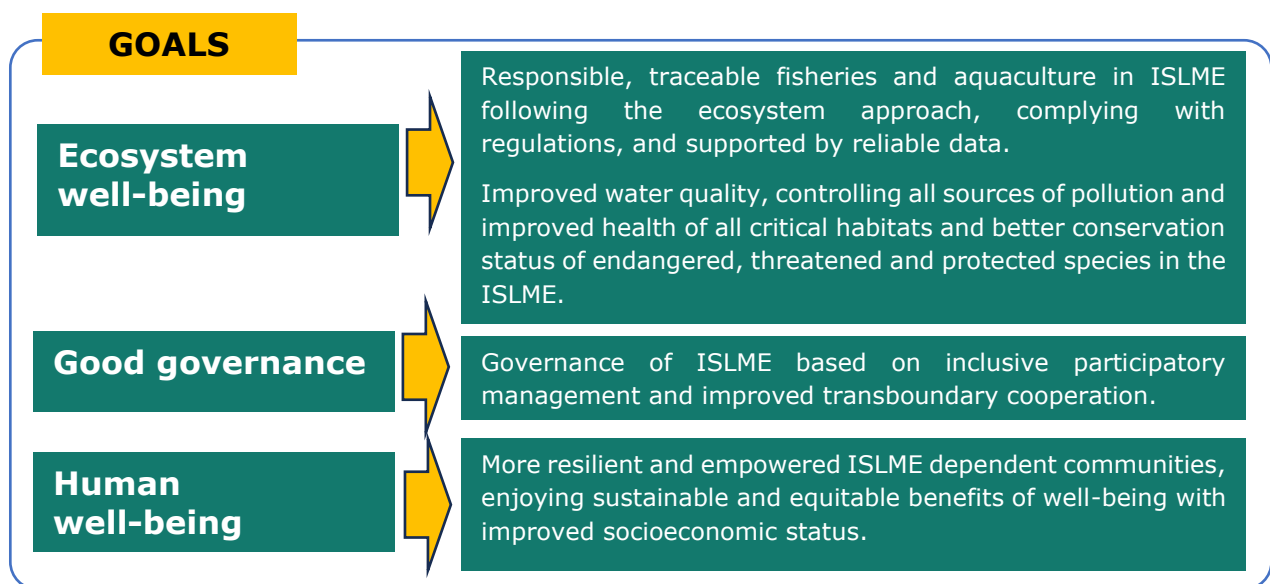 GOALS
Ecosystem
well-being
Responsible, traceable fisheries and aquaculture in ISLME
following the ecosystem approach, complying with
regulations, and supported by reliable data.
Improved water quality, controlling all sources of pollution and
improved health of all critical habitats and better conservation
status of endangered, threatened and protected species in the
ISLME.
Good governance
Governance of ISLME based on inclusive participatory
management and improved transboundary cooperation.
Human
well-being
More resilient and empowered ISLME dependent communities,
enjoying sustainable and equitable benefits of well-being with
improved socioeconomic status.